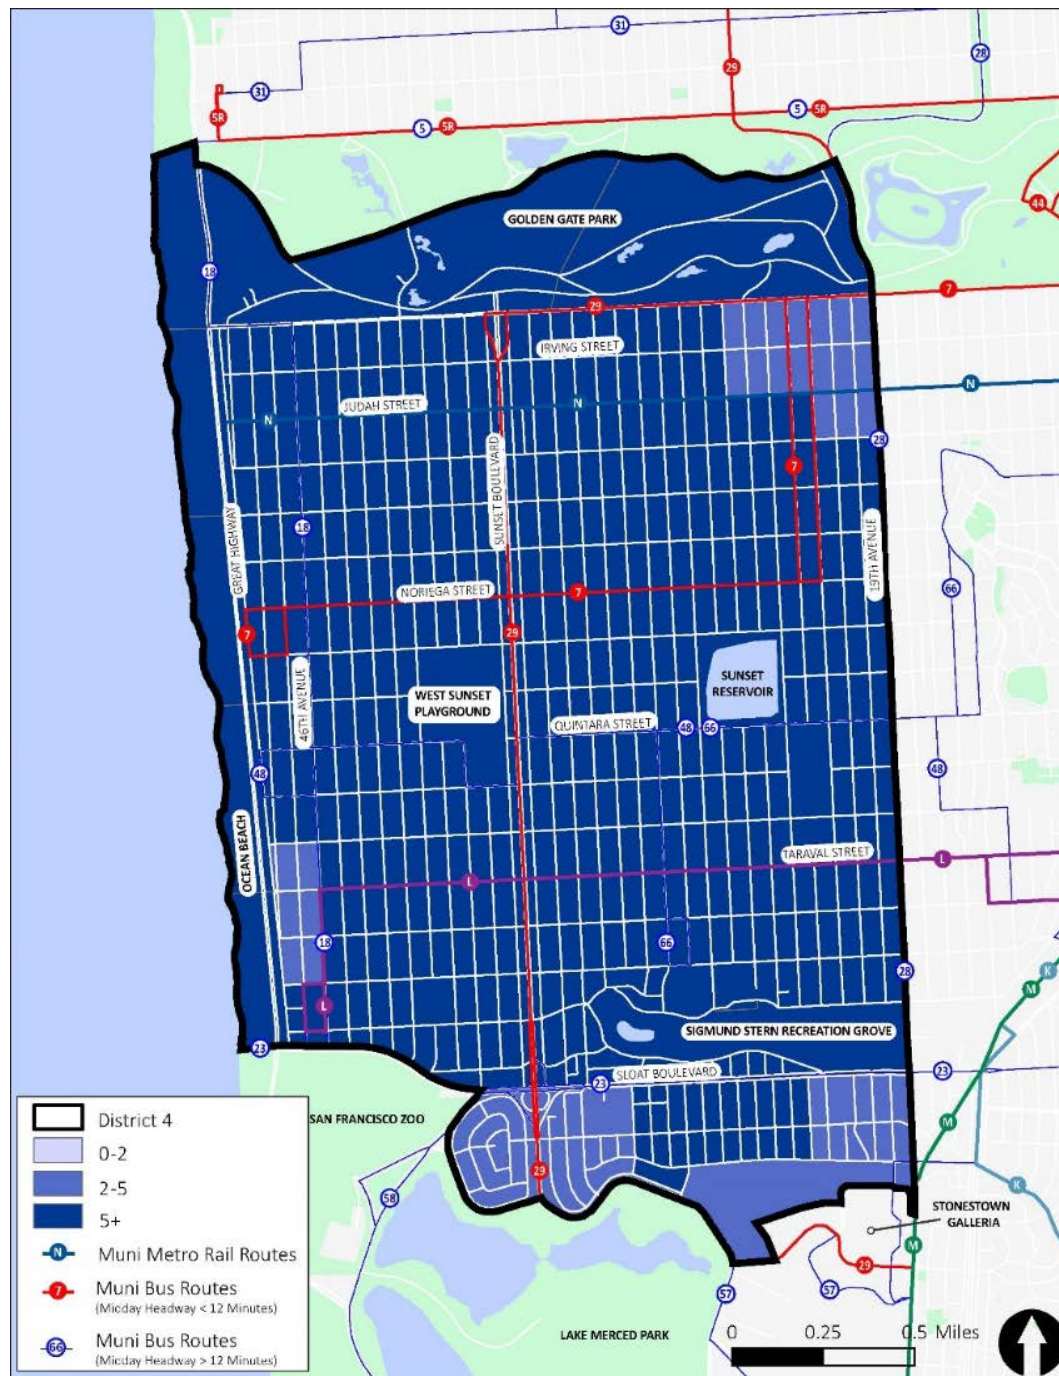 31
28
31
29
5R
5
5R
5
5R
44
GOLDEN GATE PARK
18
7
29
IRVING STREET
N
JUDAH STREET
N
N
28
SUNSET BOULEVARD
7
18
GREAT HIGHWAY
19TH AVENUE
NORIEGA STREET
7
66
7
29
46TH AVENUE
WEST SUNSET
PLAYGROUND
SUNSET
RESERVOIR
QUINTARA STREET
48
66
48
48
OCEAN BEACH
TARAVAL STREET
L
L
18
66
28
K
M
L
SIGMUND STERN RECREATION GROVE
M
23
23
SLOAT BOULEVARD
23
SAN FRANCISCO ZOO
29
58
K
STONESTOWN
GALLERIA
M
29
57
57
LAKE MERCED PARK
District 4
0-2
2-5
5+
N
Muni Metro Rail Routes
7
Muni Bus Routes
(Midday Headway < 12 Minutes)
66
Muni Bus Routes
(Midday Headway > 12 Minutes)
0
0.25
0.5 Miles